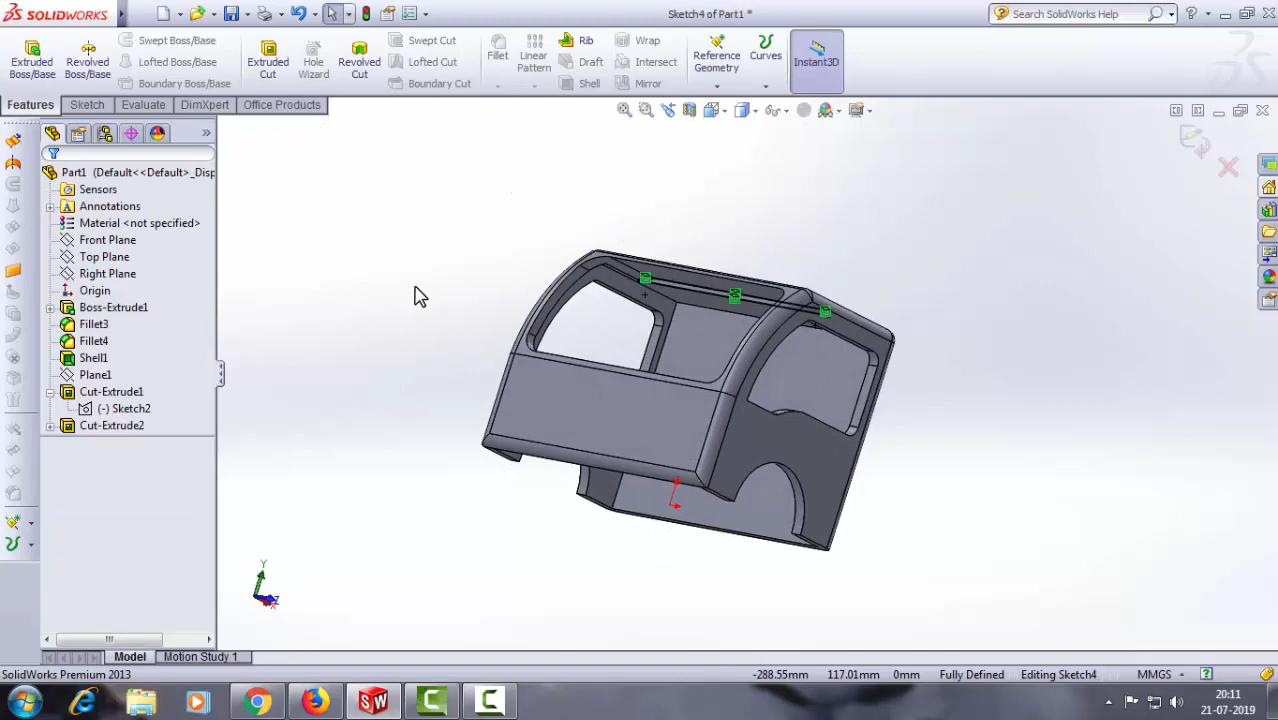 SOLIDWORKS
Sketch4 of Part1 *
Search SolidWorks Help
Extruded Boss/Base
Revolved Boss/Base
Swept Boss/Base
Lofted Boss/Base
Boundary Boss/Base
Extruded Cut
Hole Wizard
Revolved Cut
Swept Cut
Lofted Cut
Boundary Cut
Fillet
Linear Pattern
Rib
Draft
Shell
Wrap
Intersect
Mirror
Reference Geometry
Curves
Instant3D
Features
Sketch
Evaluate
DimXpert
Office Products
Part1 (Default<<Default>_Disp
Sensors
Annotations
Material <not specified>
Front Plane
Top Plane
Right Plane
Origin
Boss-Extrude1
Fillet3
Fillet4
Shell1
Plane1
Cut-Extrude1
(-) Sketch2
Cut-Extrude2
Y
Z
X
Model
Motion Study 1
SolidWorks Premium 2013
-288.55mm
117.01mm
0mm
Fully Defined
Editing Sketch4
MMGS
20:11
21-07-2019